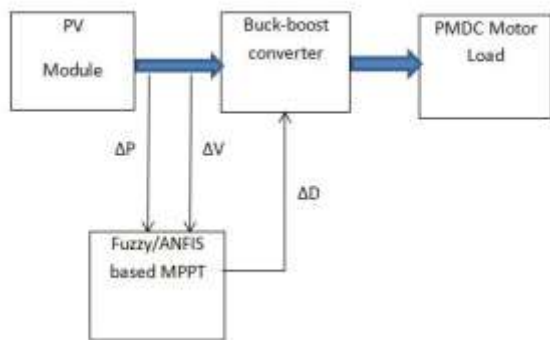 PV
Module
Buck-boost
converter
PMDC Motor
Load
ΔP
ΔV
ΔD
Fuzzy/ANFIS
based MPPT